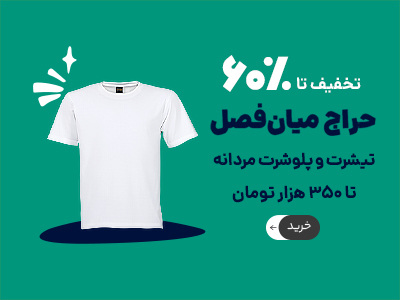 تخفیف تا ۶۰٪
حراج میان‌فصل
تیشرت و پلوشرت مردانه
تا ۳۵۰ هزار تومان
خرید